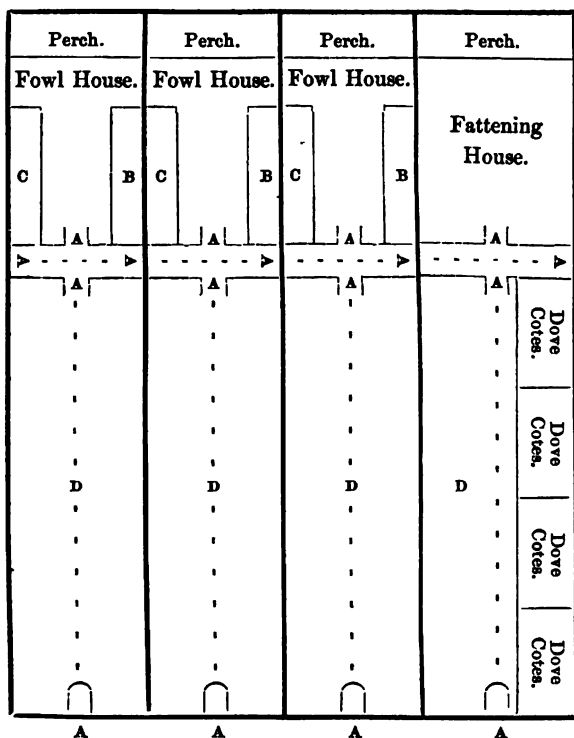 Perch. Perch. Perch. Perch.
Fowl House. Fowl House. Fowl House.
Fattening
House.
C B C B C B
A A A A
A A A A A
A A A A
Dove
Cotes.
Dove
Cotes.
D D D D
Dove
Cotes.
Dove
Cotes.
A A A A